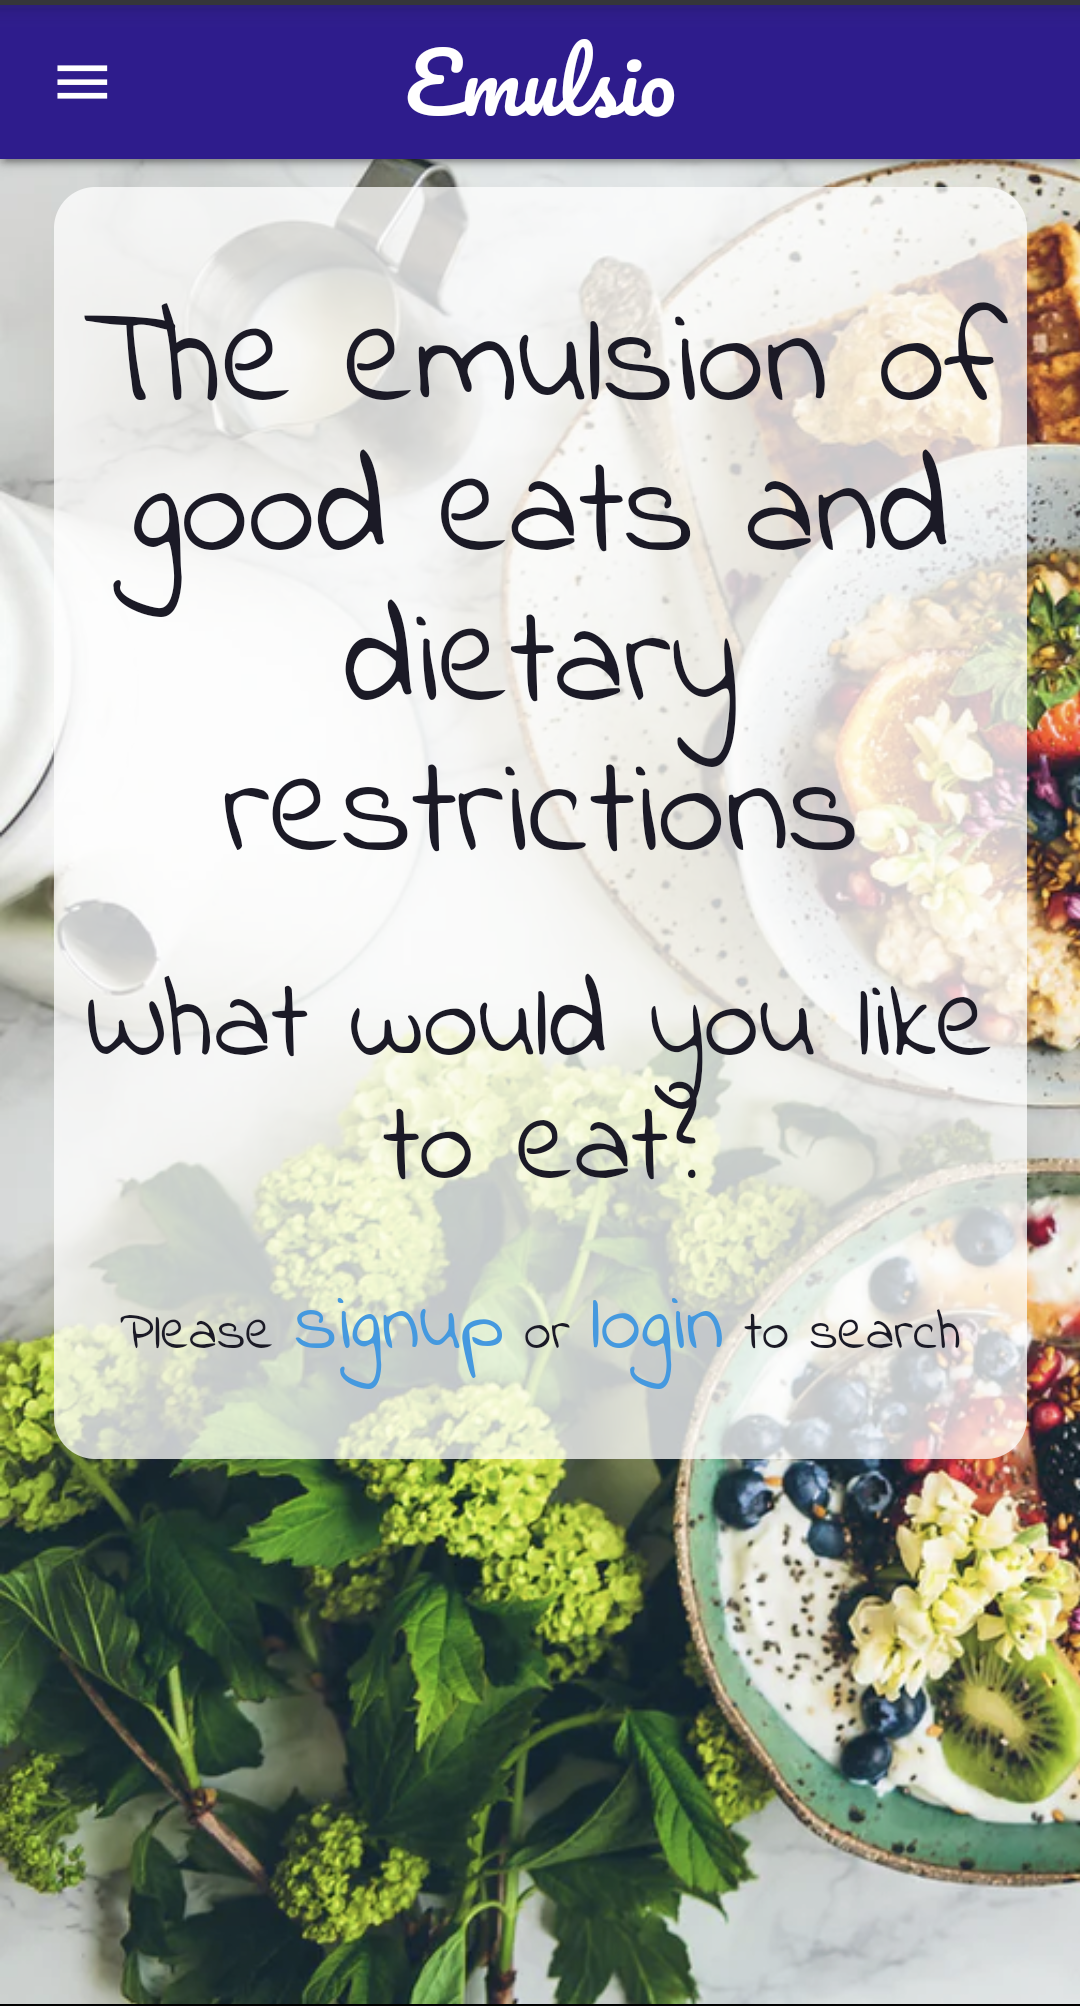 Emulsio
The emulsion of
good eats and
dietary
restrictions
What would you like
to eat?
Please signup or login to search